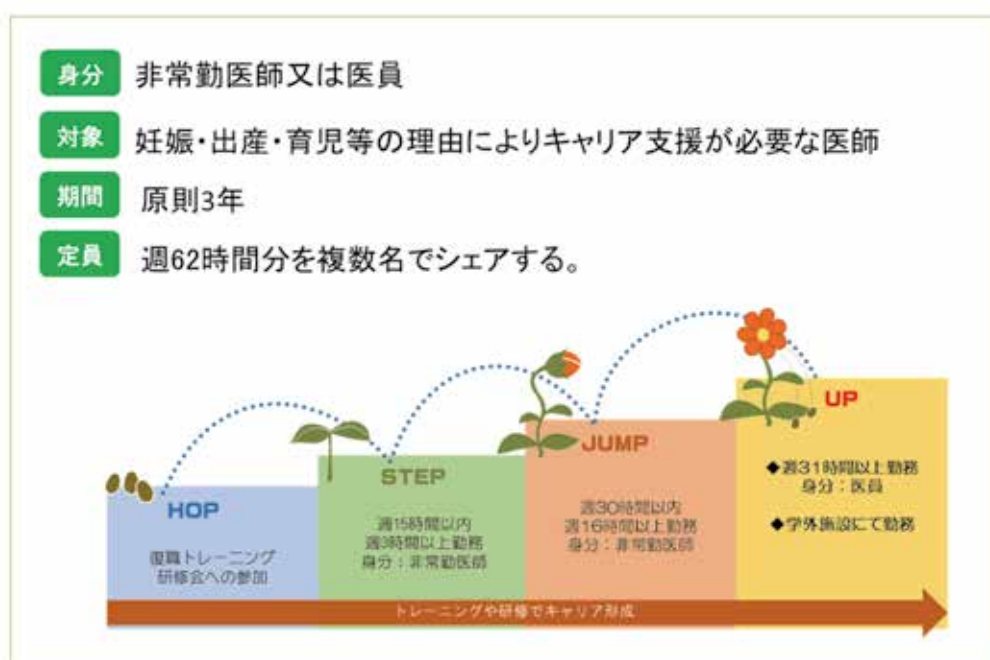 身分 非常勤医師又は医員
対象 妊娠・出産・育児等の理由によりキャリア支援が必要な医師
期間 原則3年
定員 週62時間分を複数名でシェアする。
HOP
復職トレーニング
研修会への参加
STEP
週15時間以内
週3時間以上勤務
身分：非常勤医師
JUMP
週30時間以内
週16時間以上勤務
身分：非常勤医師
UP
◆週31時間以上勤務
身分：医員
◆学外施設にて勤務
トレーニングや研修でキャリア形成